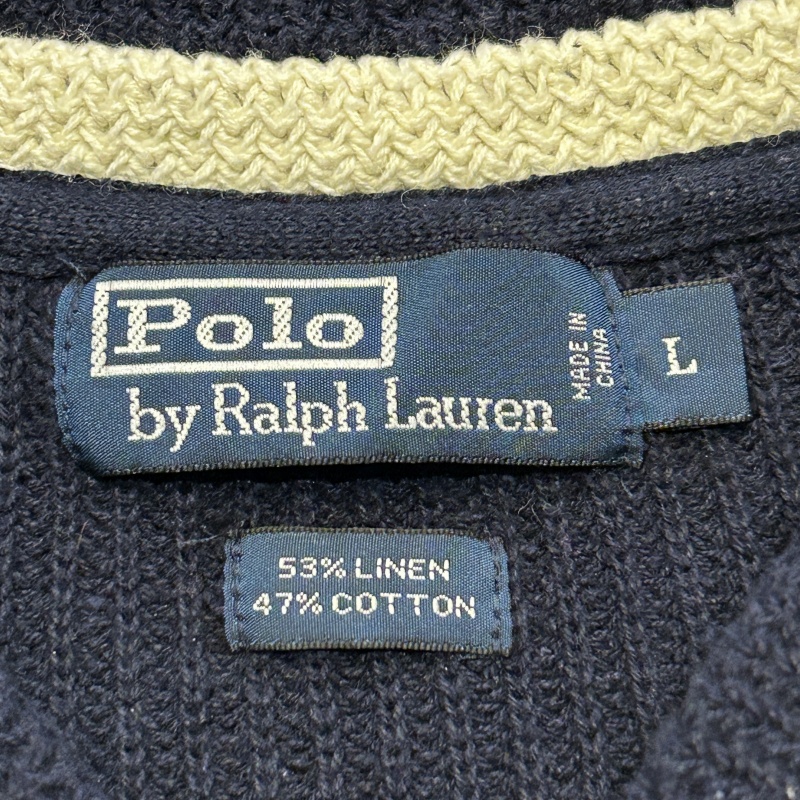 Polo
by Ralph Lauren
MADE IN
CHINA
L
53% LINEN
47% COTTON